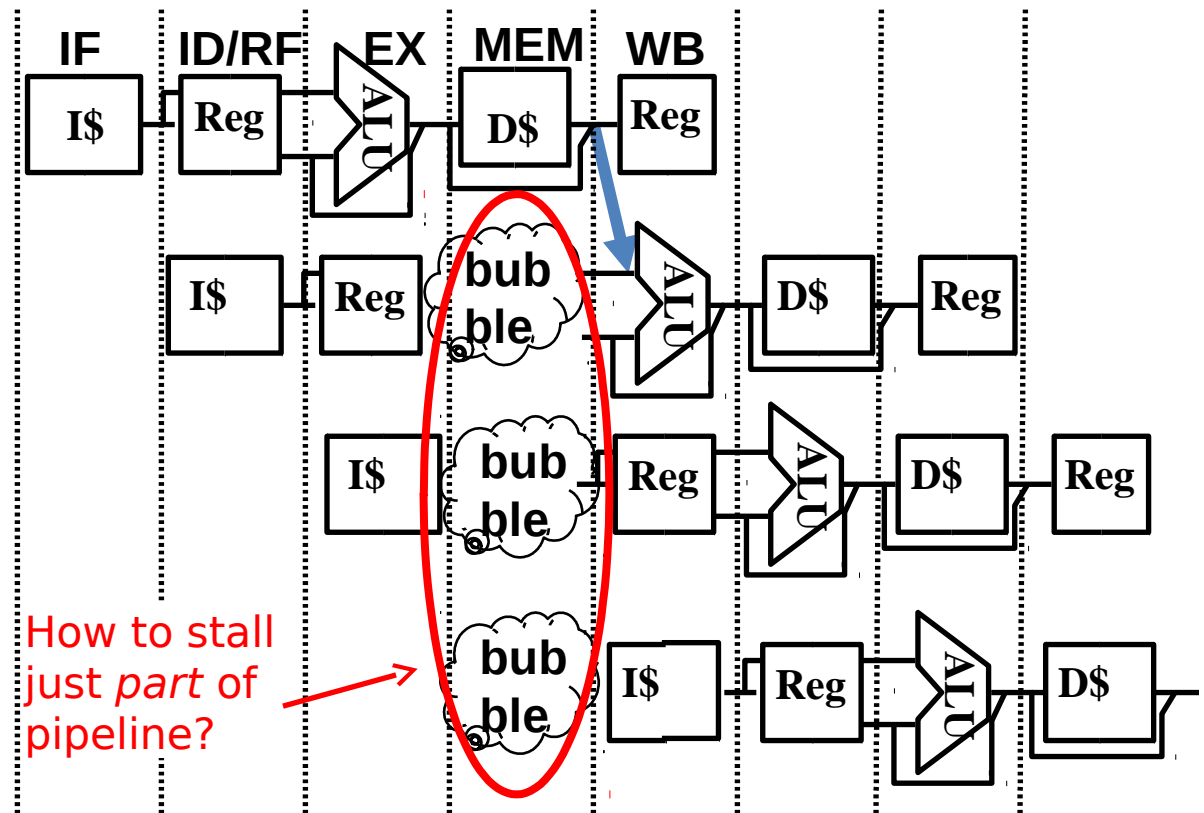 IF ID/RF EX MEM WB
I$ Reg ALU D$ Reg
I$ Reg bub ALU D$ Reg
ble
I$ bub Reg ALU D$ Reg
ble
How to stall
just part of
pipeline?
bub I$ Reg ALU D$
ble